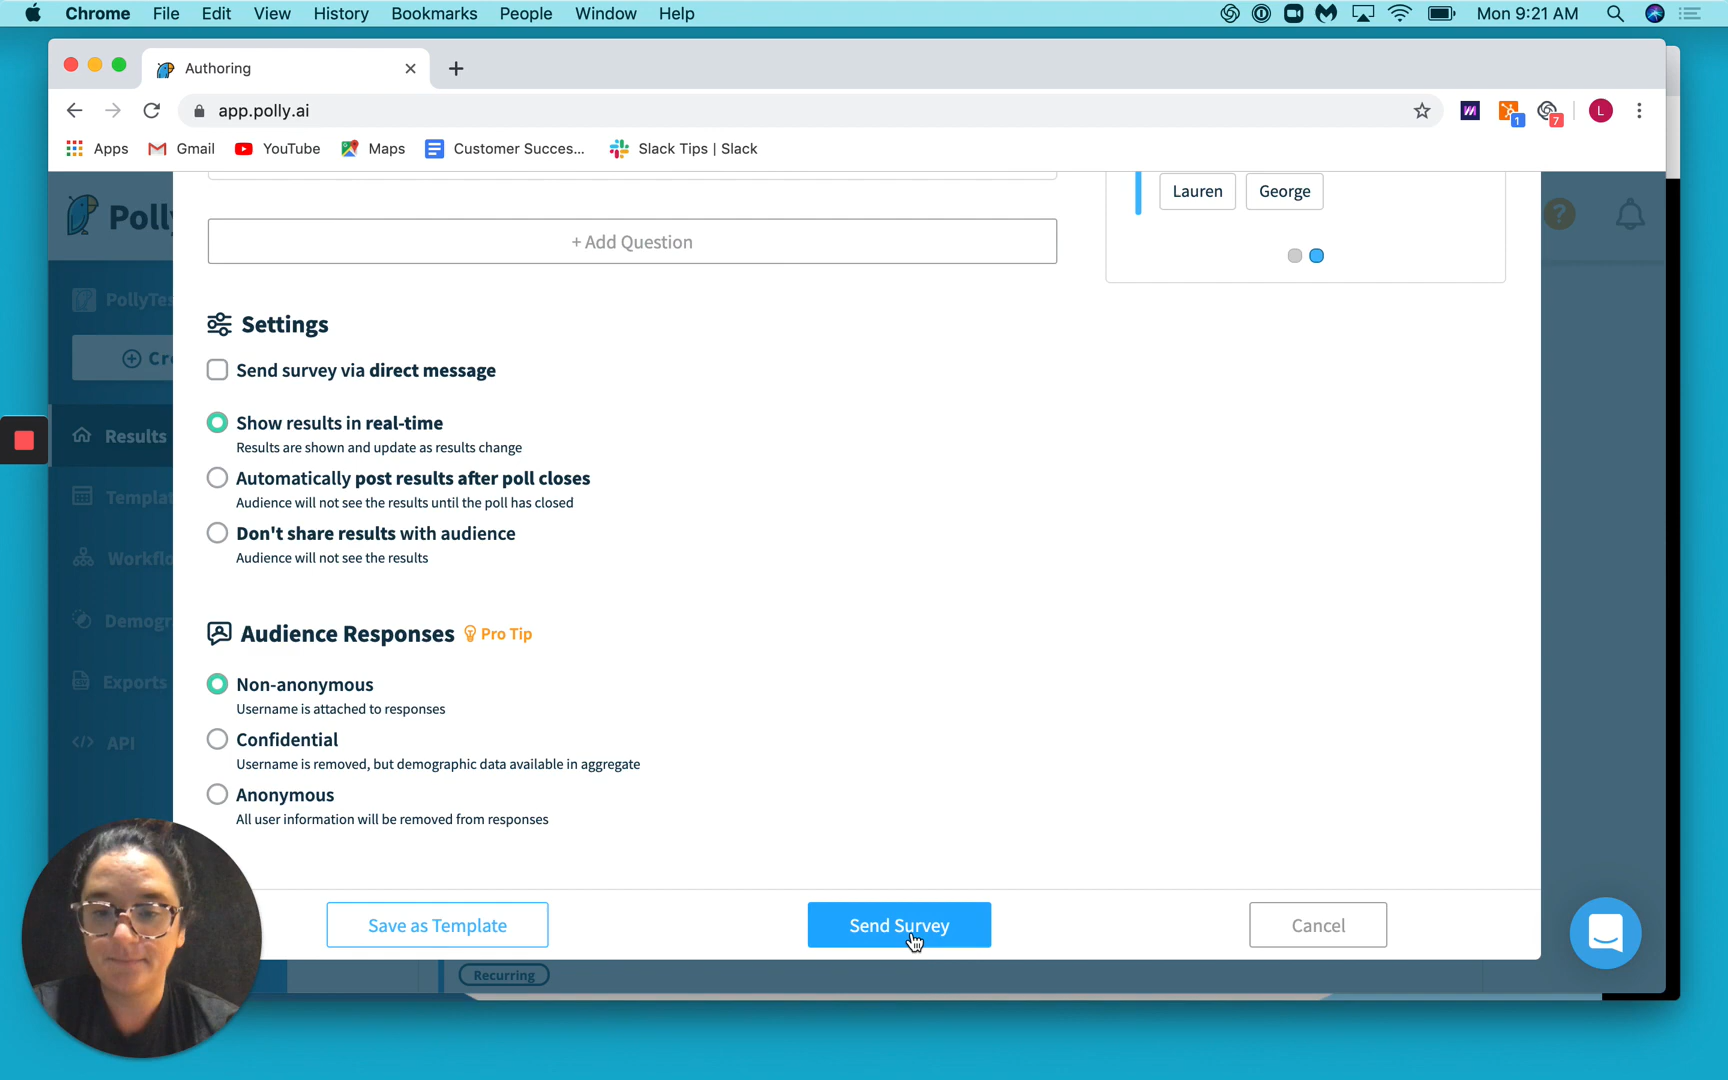 Chrome File Edit View History Bookmarks People Window Help Mon 9:21 AM
Authoring
app.polly.ai
1 7 L
Apps Gmail YouTube Maps Customer Succes... Slack Tips | Slack
Lauren George
Poll
?
+ Add Question
PollyTes
Settings
Cre
Send survey via direct message
Show results in real-time
Results
Results are shown and update as results change
Automatically post results after poll closes
Templat
Audience will not see the results until the poll has closed
Don't share results with audience
Workflo
Audience will not see the results
Demogr
Audience Responses Pro Tip
Exports
Non-anonymous
Username is attached to responses
API
Confidential
Username is removed, but demographic data available in aggregate
Anonymous
All user information will be removed from responses
Save as Template Send Survey Cancel
Recurring